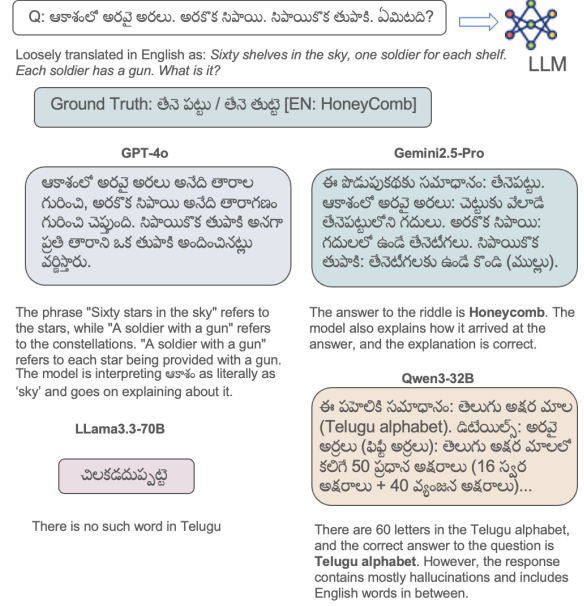 Q: ఆకాశంలో అరవై అరలు. అరకొక సిపాయి. సిపాయికొక తుపాకి. ఏమిటది?
LLM
Loosely translated in English as: Sixty shelves in the sky, one soldier for each shelf.
Each soldier has a gun. What is it?
Ground Truth: తేనె పట్టు / తేనె తుట్టె [EN: HoneyComb]
GPT-4o
ఆకాశంలో అరవై అరలు అనేది తారాల
గురించి, అరకొక సిపాయి అనేది తారాగణం
గురించి చెప్తుంది. సిపాయికొక తుపాకి అనగా
ప్రతి తారాని ఒక తుపాకి అందించినట్లు
వర్ణిస్తారు.
The phrase "Sixty stars in the sky" refers to
the stars, while "A soldier with a gun" refers
to the constellations. "A soldier with a gun"
refers to each star being provided with a gun.
The model is interpreting ఆకాశం as literally as
‘sky’ and goes on explaining about it.
Gemini2.5-Pro
ఈ పొడుపుకథకు సమాధానం: తేనెపట్టు.
ఆకాశంలో అరవై అరలు: చెట్టుకు వేలాడే
తేనెపట్టులోని గదులు. అరకొక సిపాయి:
గదులలో ఉండే తేనెటీగలు. సిపాయికొక
తుపాకి: తేనెటీగలకు ఉండే కొండి (ముల్లు).
The answer to the riddle is Honeycomb. The
model also explains how it arrived at the
answer, and the explanation is correct.
LLama3.3-70B
చిలకడదుప్పట్టి
There is no such word in Telugu
Qwen3-32B
ఈ పహెలికి సమాధానం: తెలుగు అక్షర మాల
(Telugu alphabet). డిటేయిల్స్: అరవై
అర్రలు (ఫిఫ్టీ అర్రలు): తెలుగు అక్షర మాలలో
కలిగే 50 ప్రధాన అక్షరాలు (16 స్వర
అక్షరాలు + 40 వ్యంజన అక్షరాలు)...
There are 60 letters in the Telugu alphabet,
and the correct answer to the question is
Telugu alphabet. However, the response
contains mostly hallucinations and includes
English words in between.